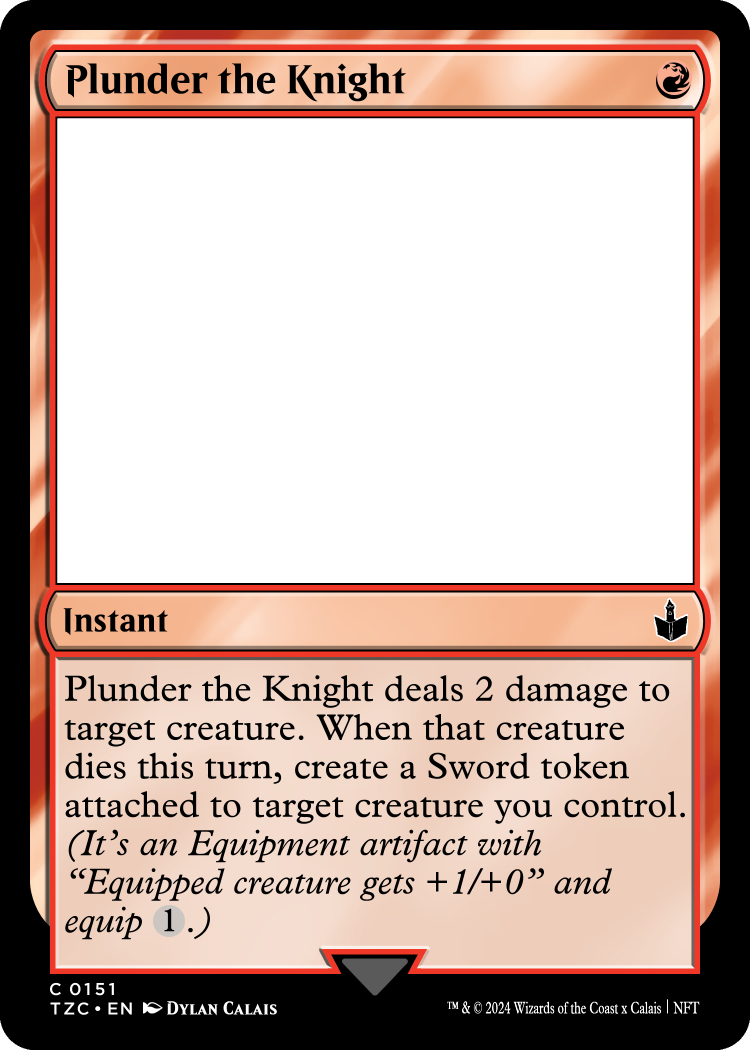 Plunder the Knight
Instant
Plunder the Knight deals 2 damage to
target creature. When that creature
dies this turn, create a Sword token
attached to target creature you control.
(It's an Equipment artifact with
“Equipped creature gets +1/+0” and
equip 1.)
C 0151
TZC • EN DYLAN CALAIS
™ & © 2024 Wizards of the Coast x Calais | NFT